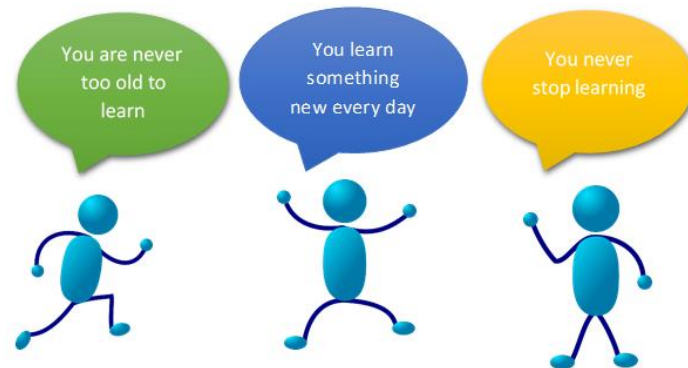 You are never
too old to
learn
You learn
something
new every day
You never
stop learning